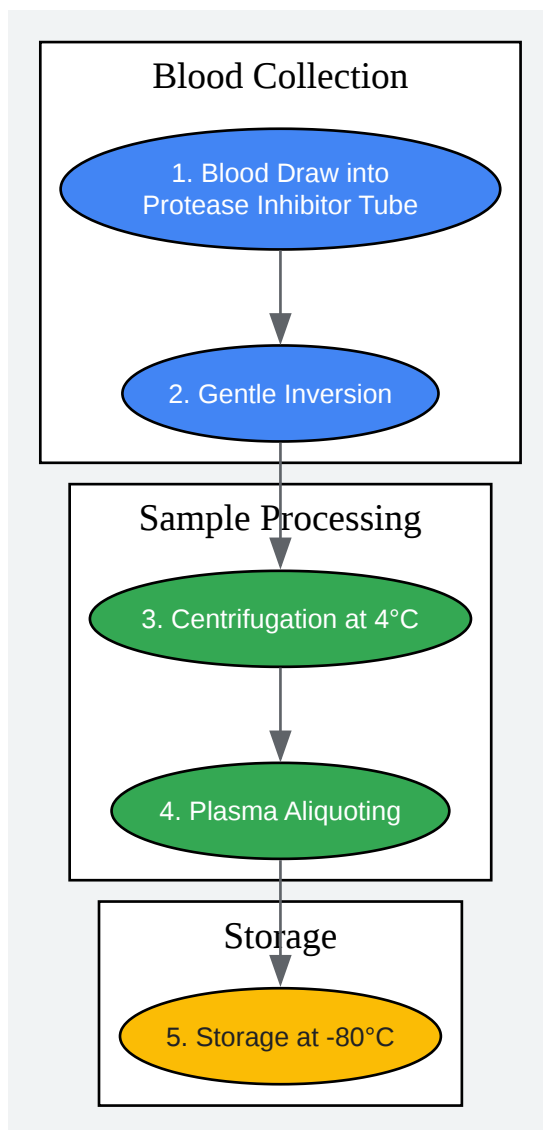 Blood Collection
1. Blood Draw into
Protease Inhibitor Tube
2. Gentle Inversion
Sample Processing
3. Centrifugation at 4°C
4. Plasma Aliquoting
Storage
5. Storage at -80°C